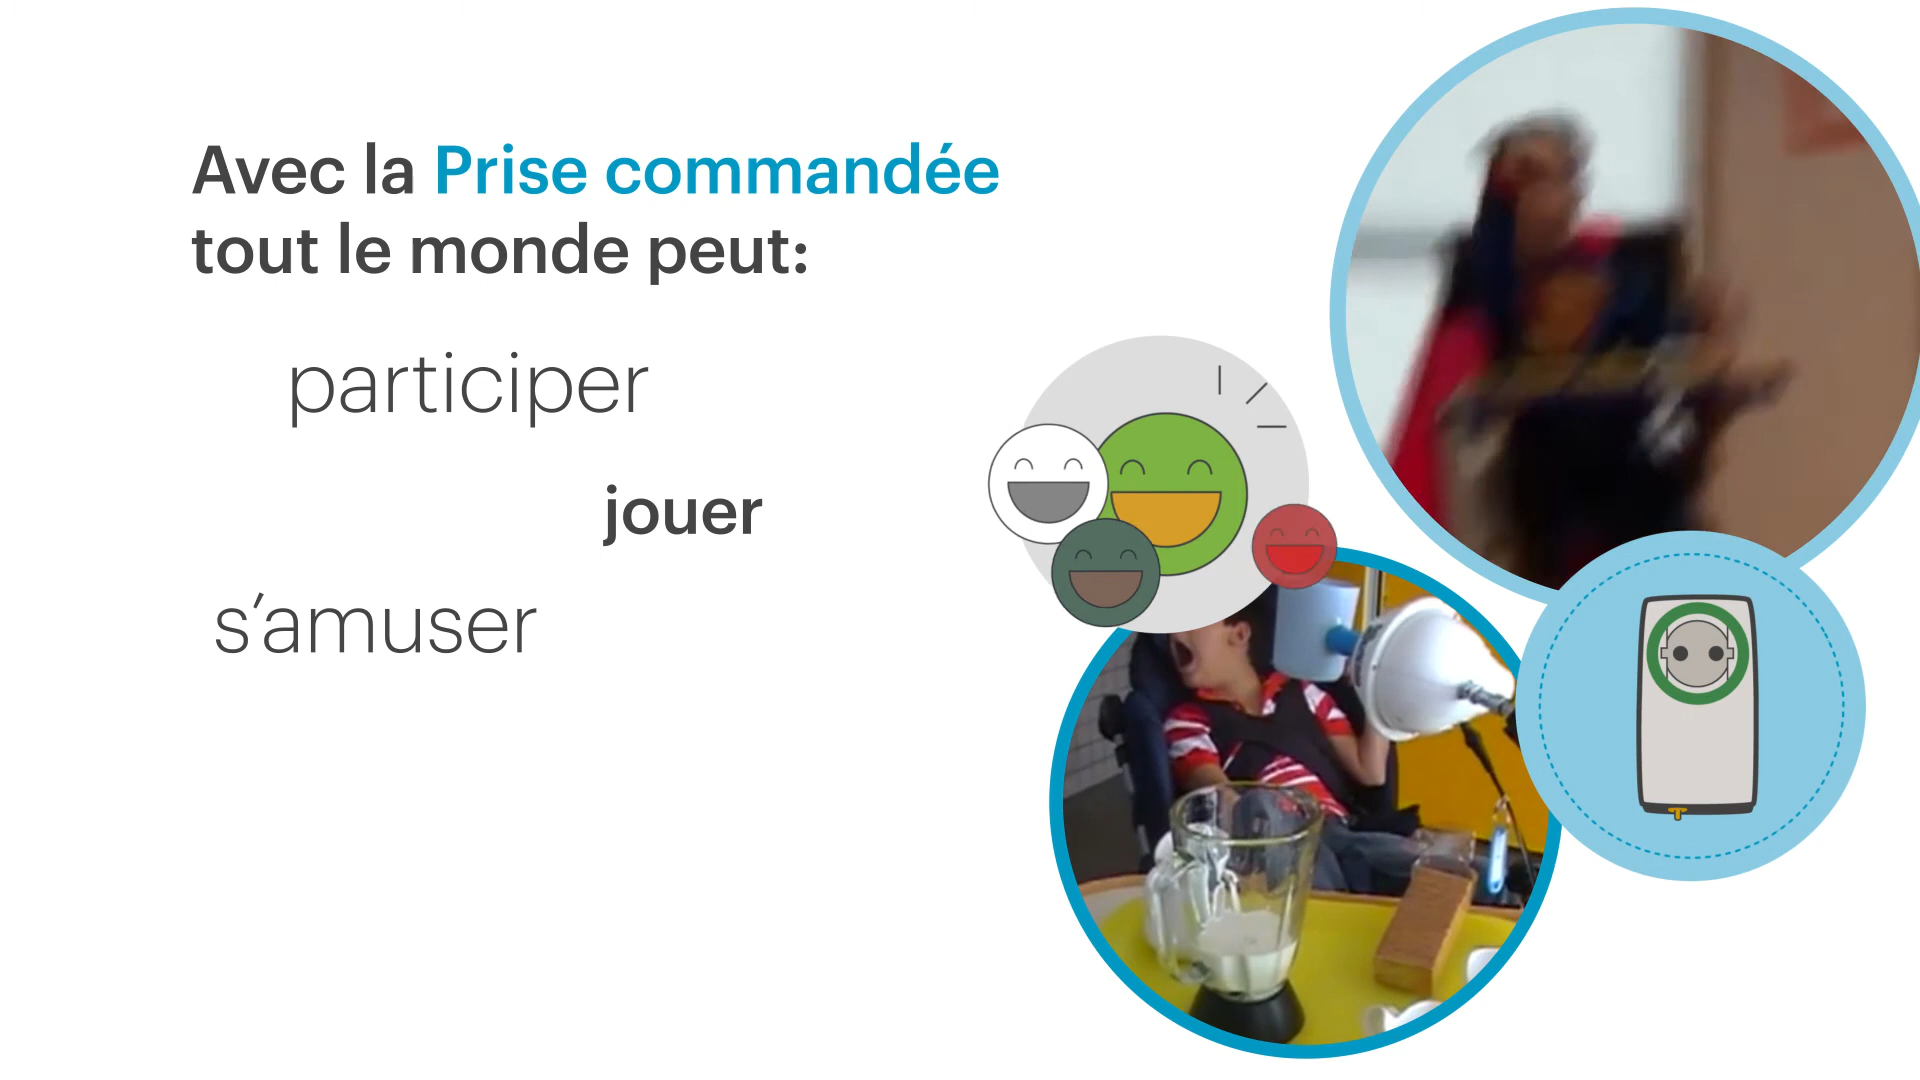 Avec la Prise commandée
tout le monde peut:
participer
jouer
s’amuser